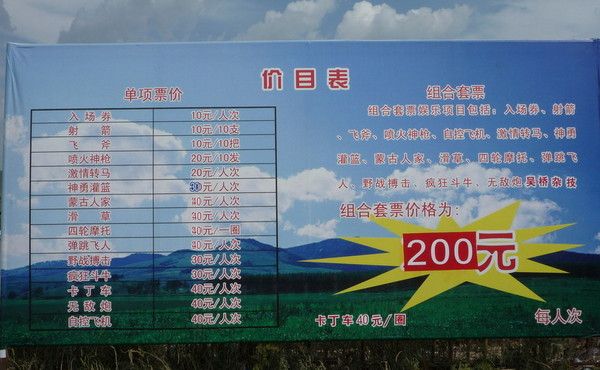 价目表
单项票价
入场券 10元/人次
射箭 10元/10支
飞斧 10元/10把
喷火神枪 20元/10发
激情转马 20元/人次
神勇灌篮 30元/人次
蒙古人家 40元/人次
滑草 40元/人次
四轮摩托 40元/一圈
弹跳飞人 40元/人次
野战搏击 30元/人次
疯狂斗牛 30元/人次
卡丁车 40元/人次
无敌炮 40元/人次
自控飞机 40元/人次
组合套票
组合套票娱乐项目包括：入场券、射箭
、飞斧、喷火神枪、自控飞机、激情转马、神勇
灌篮、蒙古人家、滑草、四轮摩托、弹跳飞
人、野战搏击、疯狂斗牛、无敌炮吴桥杂技
组合套票价格为：
200元
卡丁车40元/圈
每人次